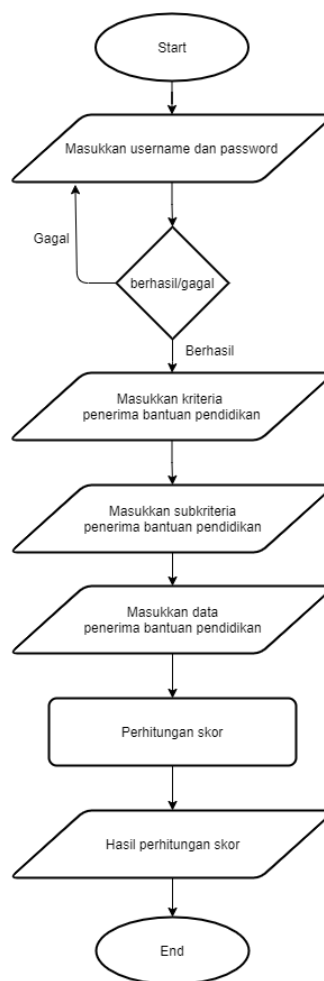 Start
Masukkan username dan password
Gagal
berhasil/gagal
Berhasil
Masukkan kriteria
penerima bantuan pendidikan
Masukkan subkriteria
penerima bantuan pendidikan
Masukkan data
penerima bantuan pendidikan
Perhitungan skor
Hasil perhitungan skor
End